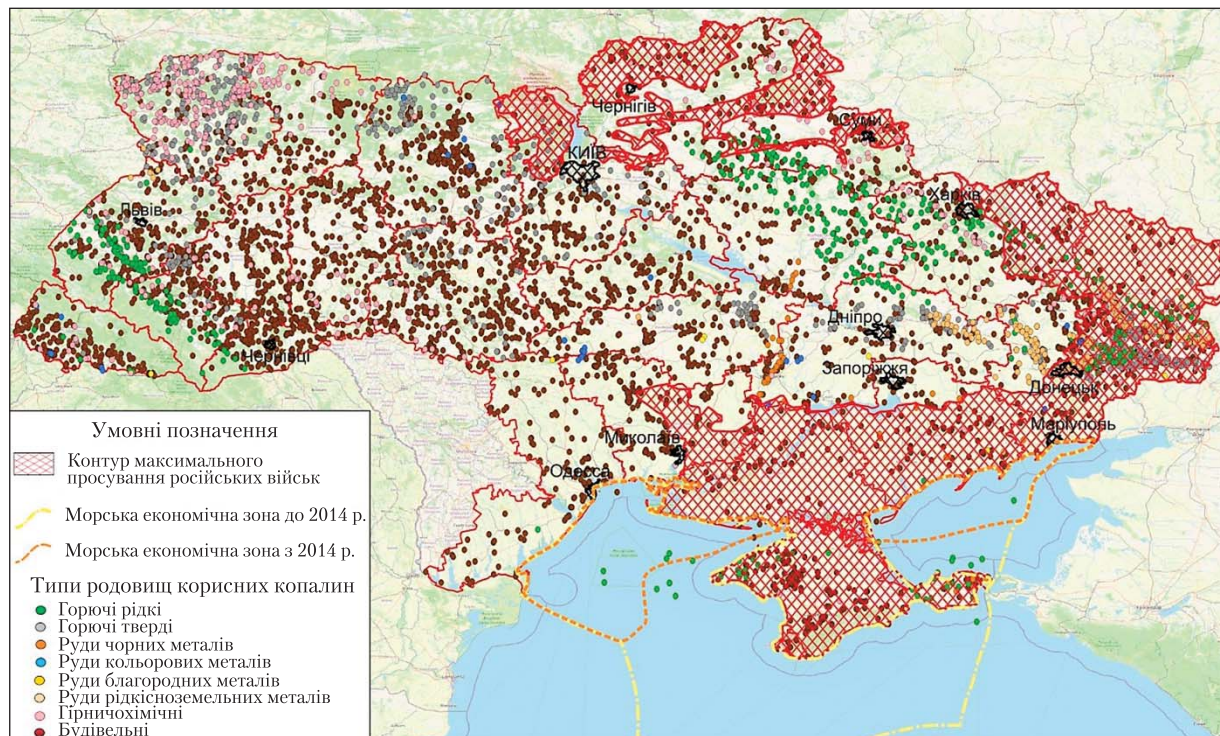 Чернігів
Суми
КИЇВ
Харків
Львів
Дніпро
Чернівці
Запоріжжя
Донецьк
Миколаїв
Маріуполь
Одесса
Умовні позначення
Контур максимального
просування російських військ
Морська економічна зона до 2014 р.
Морська економічна зона з 2014 р.
Типи родовищ корисних копалин
Горючі рідкі
Горючі тверді
Руди чорних металів
Руди кольорових металів
Руди благородних металів
Руди рідкісноземельних металів
Гірничохімічні
Будівельні